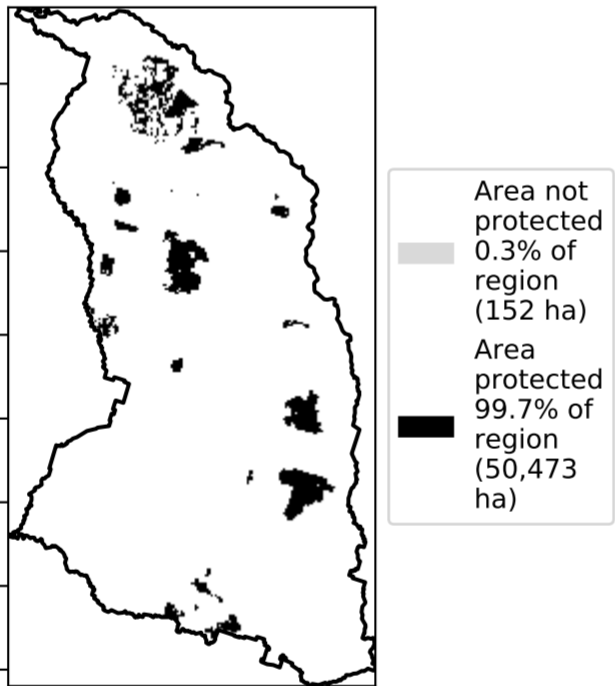 Area not
protected
0.3% of
region
(152 ha)
Area
protected
99.7% of
region
(50,473
ha)